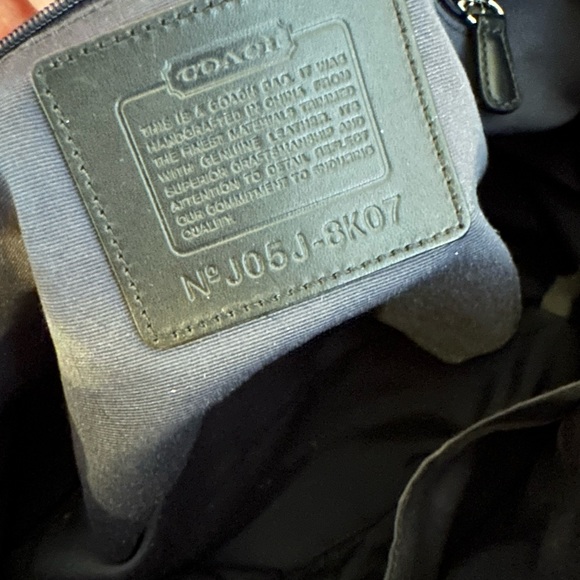 COACH
THIS IS A COACH BAG. IT WAS
HANDCRAFTED IN CHINA FROM
THE FINEST MATERIALS TRIMMED
WITH GENUINE LEATHER. ITS
SUPERIOR CRAFTSMANSHIP AND
ATTENTION TO DETAIL REFLECT
OUR COMMITMENT TO ENDURING
QUALITY.
Nº J05J-8K07